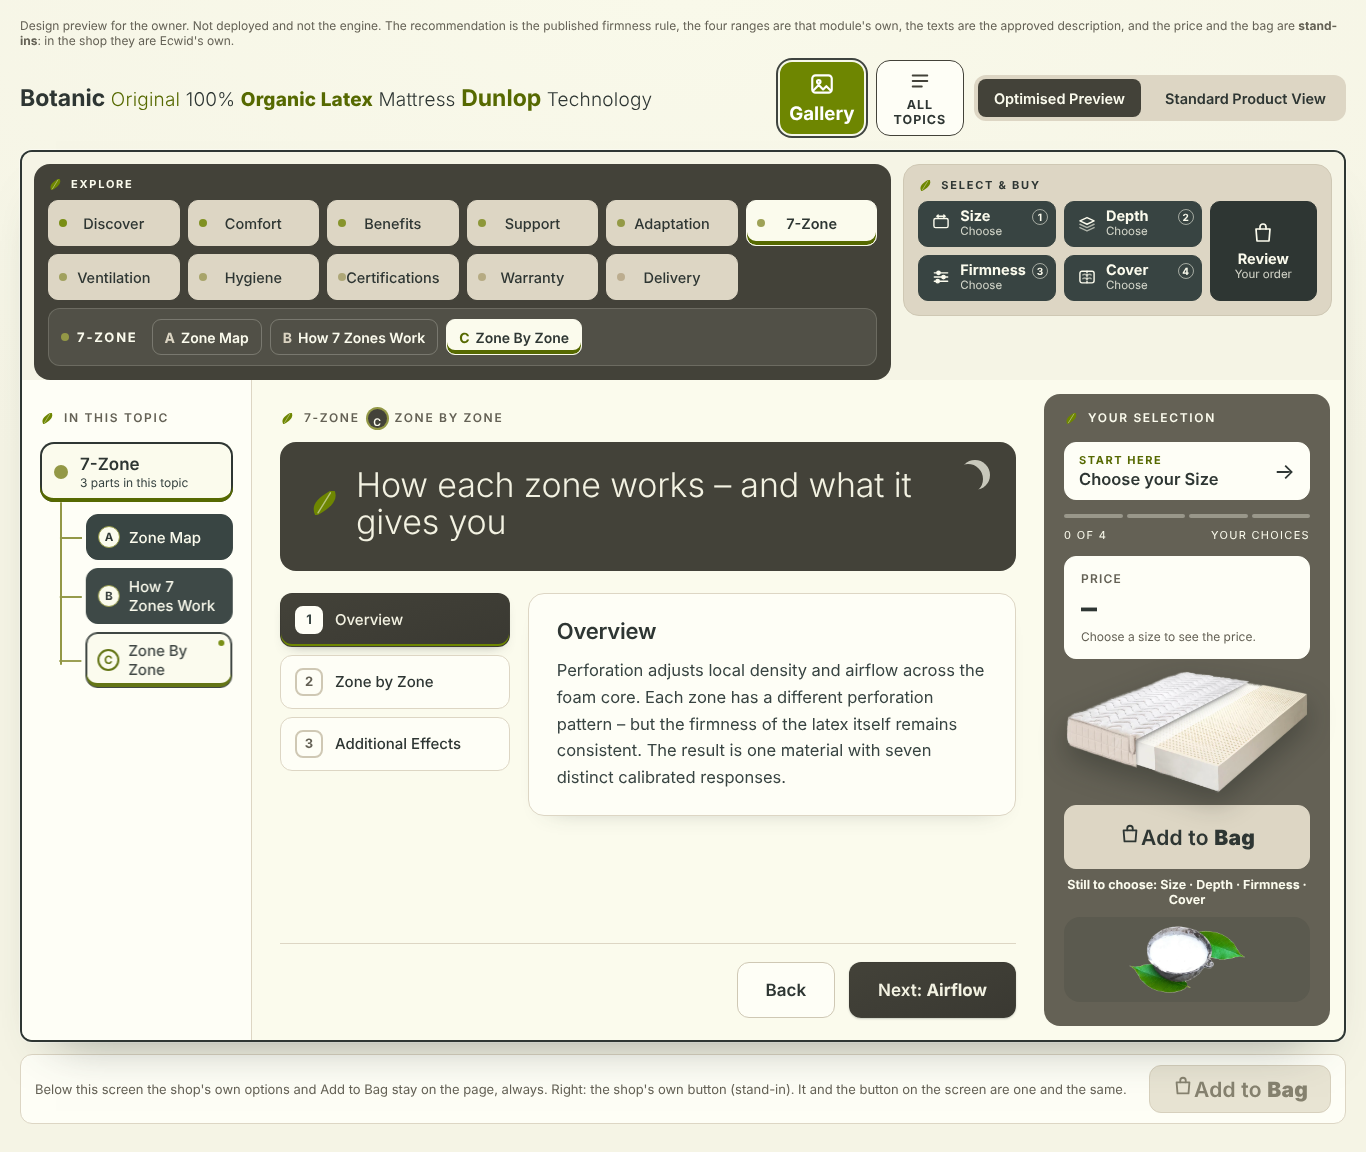 Design preview for the owner. Not deployed and not the engine. The recommendation is the published firmness rule, the four ranges are that module's own, the texts are the approved description, and the price and the bag are stand-
ins: in the shop they are Ecwid's own.
Botanic Original 100% Organic Latex Mattress Dunlop Technology
Gallery
ALL
TOPICS
Optimised Preview
Standard Product View
EXPLORE
Discover
Comfort
Benefits
Support
Adaptation
7-Zone
Ventilation
Hygiene
Certifications
Warranty
Delivery
7-ZONE
A Zone Map
B How 7 Zones Work
C Zone By Zone
SELECT & BUY
Size
Choose
1
Depth
Choose
2
Firmness
Choose
3
Cover
Choose
4
Review
Your order
IN THIS TOPIC
7-Zone
3 parts in this topic
A Zone Map
B How 7
Zones Work
C Zone By
Zone
7-ZONE C ZONE BY ZONE
How each zone works – and what it
gives you
1 Overview
2 Zone by Zone
3 Additional Effects
Overview
Perforation adjusts local density and airflow across the
foam core. Each zone has a different perforation
pattern – but the firmness of the latex itself remains
consistent. The result is one material with seven
distinct calibrated responses.
Back
Next: Airflow
YOUR SELECTION
START HERE
Choose your Size
0 OF 4
YOUR CHOICES
PRICE
–
Choose a size to see the price.
Add to Bag
Still to choose: Size · Depth · Firmness ·
Cover
Below this screen the shop's own options and Add to Bag stay on the page, always. Right: the shop's own button (stand-in). It and the button on the screen are one and the same.
Add to Bag